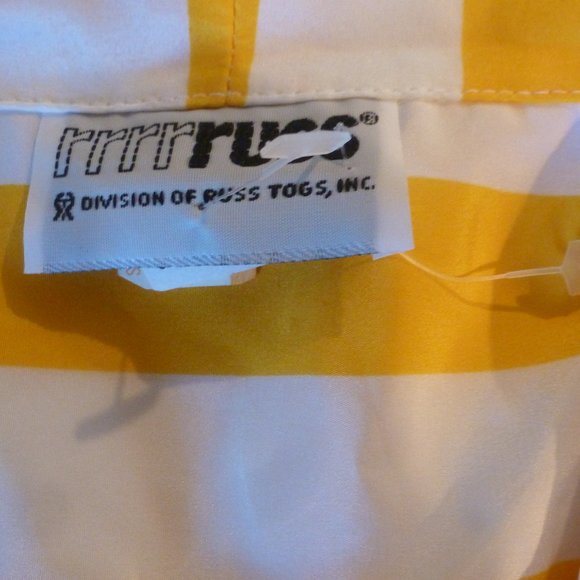 rrrrruss®
DIVISION OF RUSS TOGS, INC.